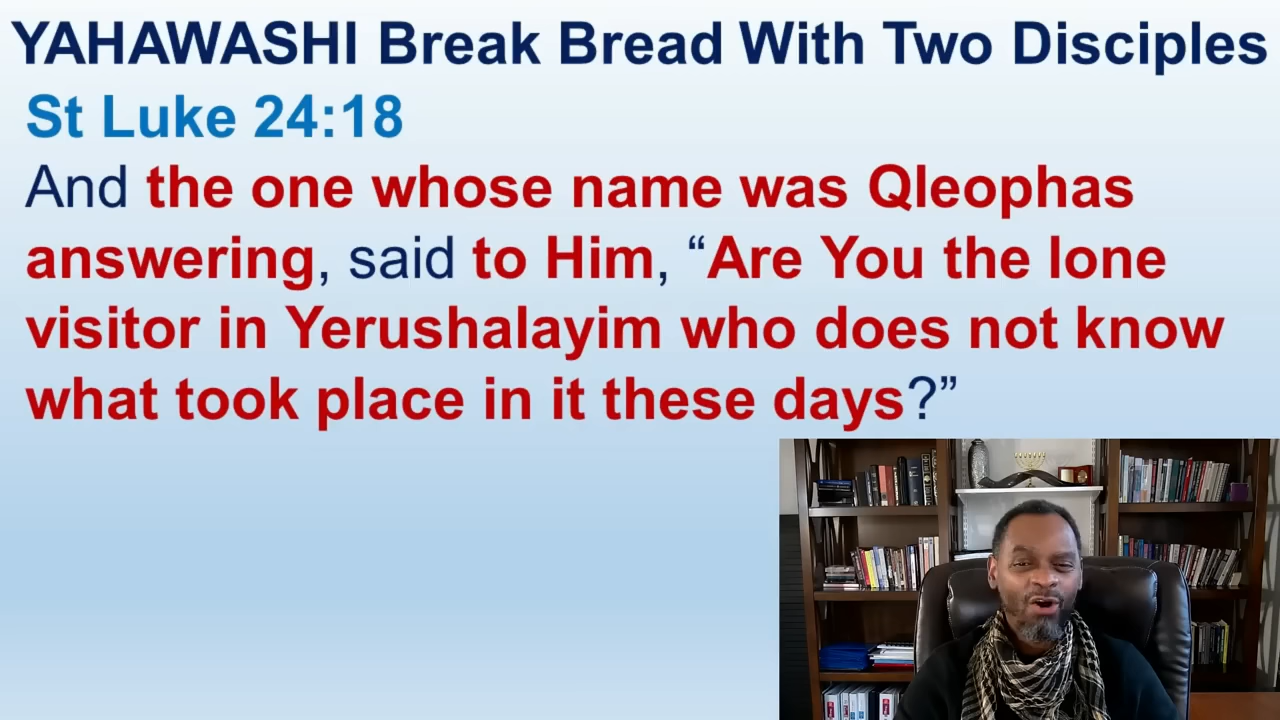 YAHAWASHI Break Bread With Two Disciples
St Luke 24:18
And the one whose name was Qleophas
answering, said to Him, “Are You the lone
visitor in Yerushalayim who does not know
what took place in it these days?”